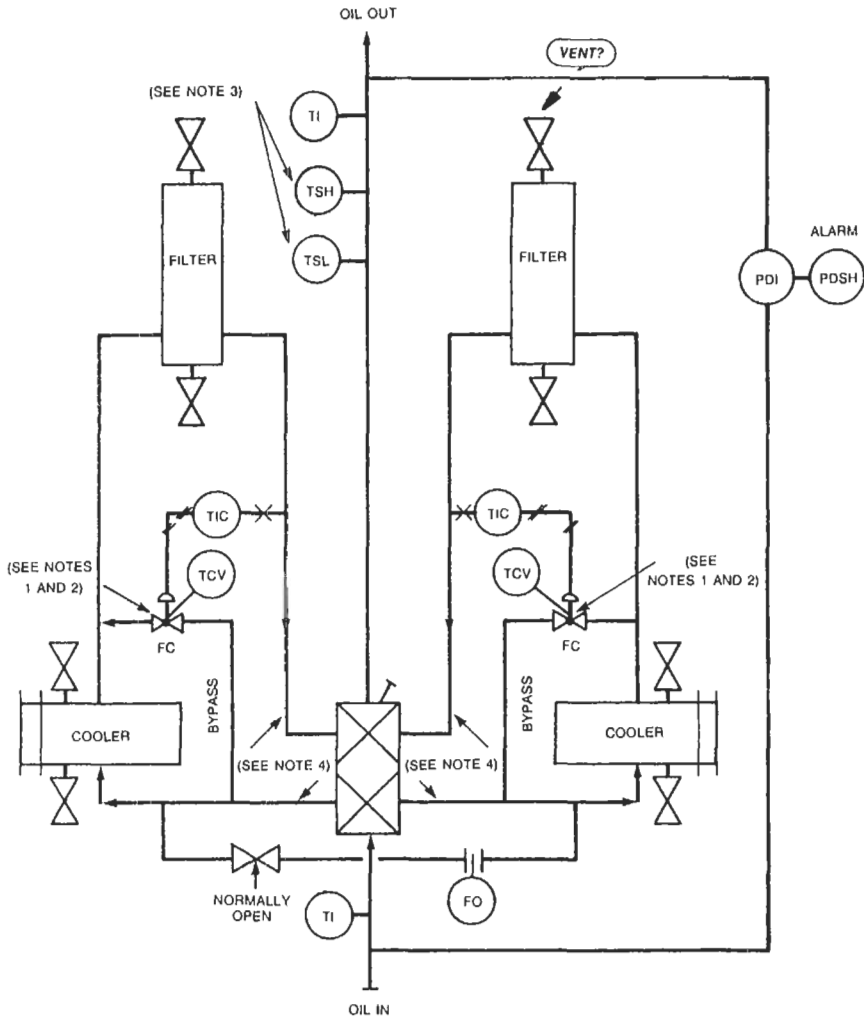 OIL OUT
VENT?
(SEE NOTE 3)
TI
TSH
TSL
FILTER
FILTER
ALARM
PDI
PDSH
TIC
TIC
(SEE NOTES
1 AND 2)
TCV
TCV
(SEE
NOTES 1 AND 2)
FC
FC
BYPASS
BYPASS
COOLER
COOLER
(SEE NOTE 4)
(SEE NOTE 4)
NORMALLY
OPEN
FO
TI
OIL IN